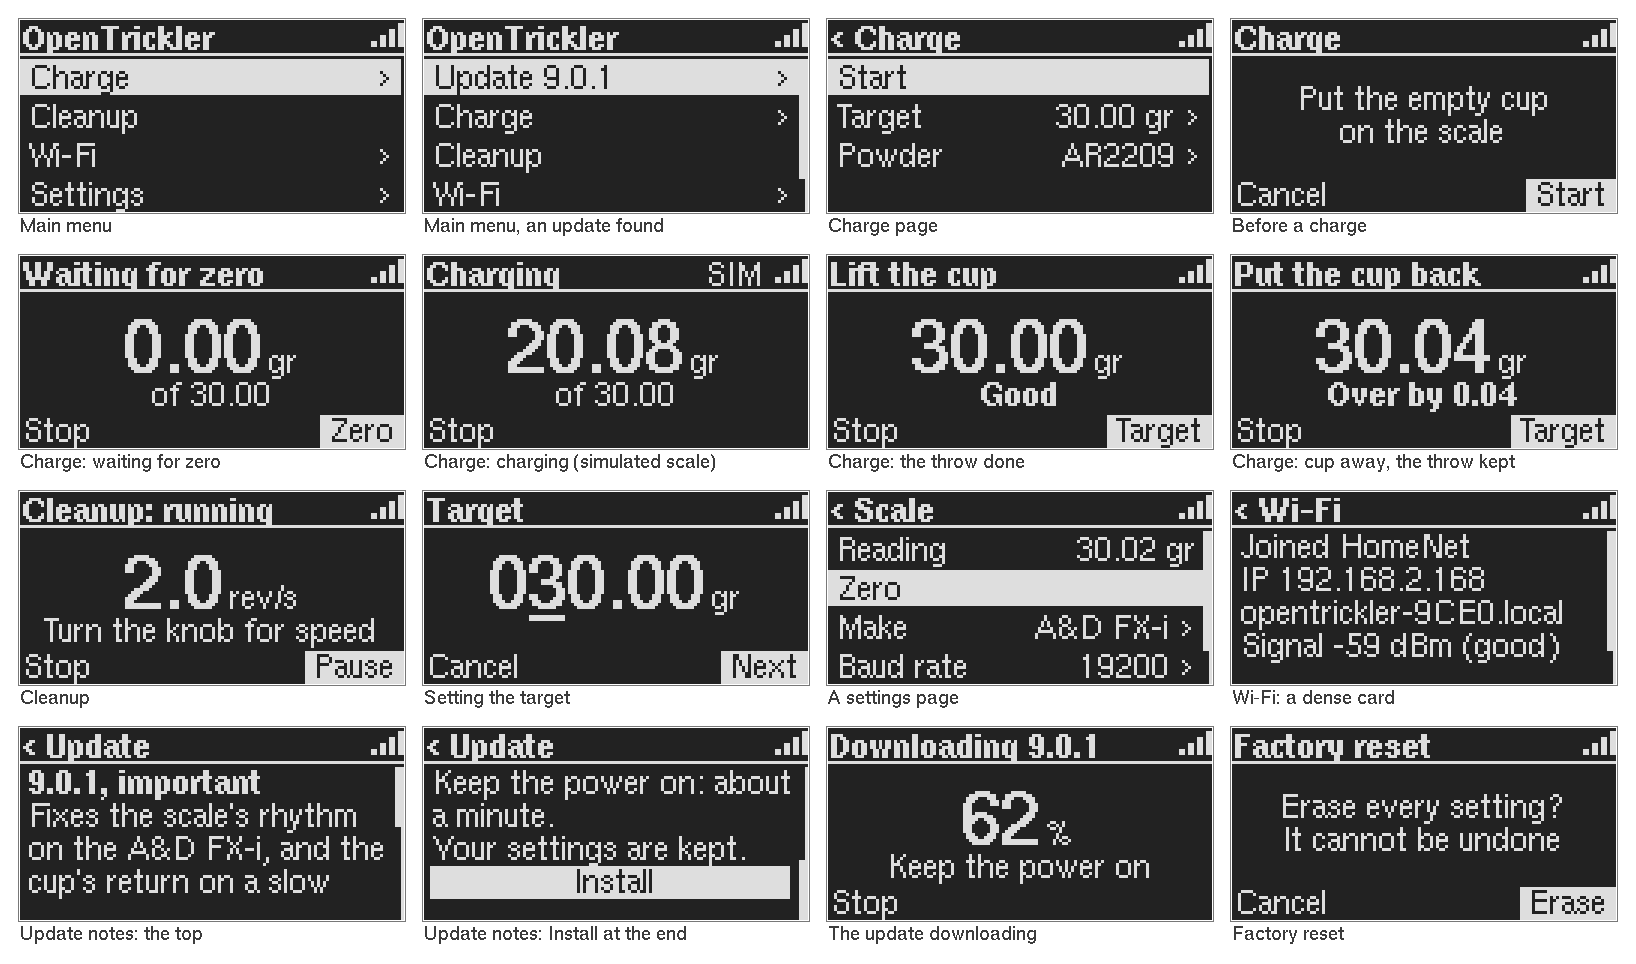 OpenTrickler
Charge >
Cleanup
Wi-Fi >
Settings >
Main menu
OpenTrickler
Update 9.0.1 >
Charge >
Cleanup
Wi-Fi >
Main menu, an update found
< Charge
Start
Target 30.00 gr >
Powder AR2209 >
Charge page
Charge
Put the empty cup
on the scale
Cancel Start
Before a charge
Waiting for zero
0.00 gr
of 30.00
Stop Zero
Charge: waiting for zero
Charging SIM
20.08 gr
of 30.00
Stop
Charge: charging (simulated scale)
Lift the cup
30.00 gr
Good
Stop Target
Charge: the throw done
Put the cup back
30.04 gr
Over by 0.04
Stop Target
Charge: cup away, the throw kept
Cleanup: running
2.0 rev/s
Turn the knob for speed
Stop Pause
Cleanup
Target
030.00 gr
Cancel Next
Setting the target
< Scale
Reading 30.02 gr
Zero
Make A&D FX-i >
Baud rate 19200 >
A settings page
< Wi-Fi
Joined HomeNet
IP 192.168.2.168
opentrickler-9CE0.local
Signal -59 dBm (good)
Wi-Fi: a dense card
< Update
9.0.1, important
Fixes the scale's rhythm
on the A&D FX-i, and the
cup's return on a slow
Update notes: the top
< Update
Keep the power on: about
a minute.
Your settings are kept.
Install
Update notes: Install at the end
Downloading 9.0.1
62 %
Keep the power on
Stop
The update downloading
Factory reset
Erase every setting?
It cannot be undone
Cancel Erase
Factory reset